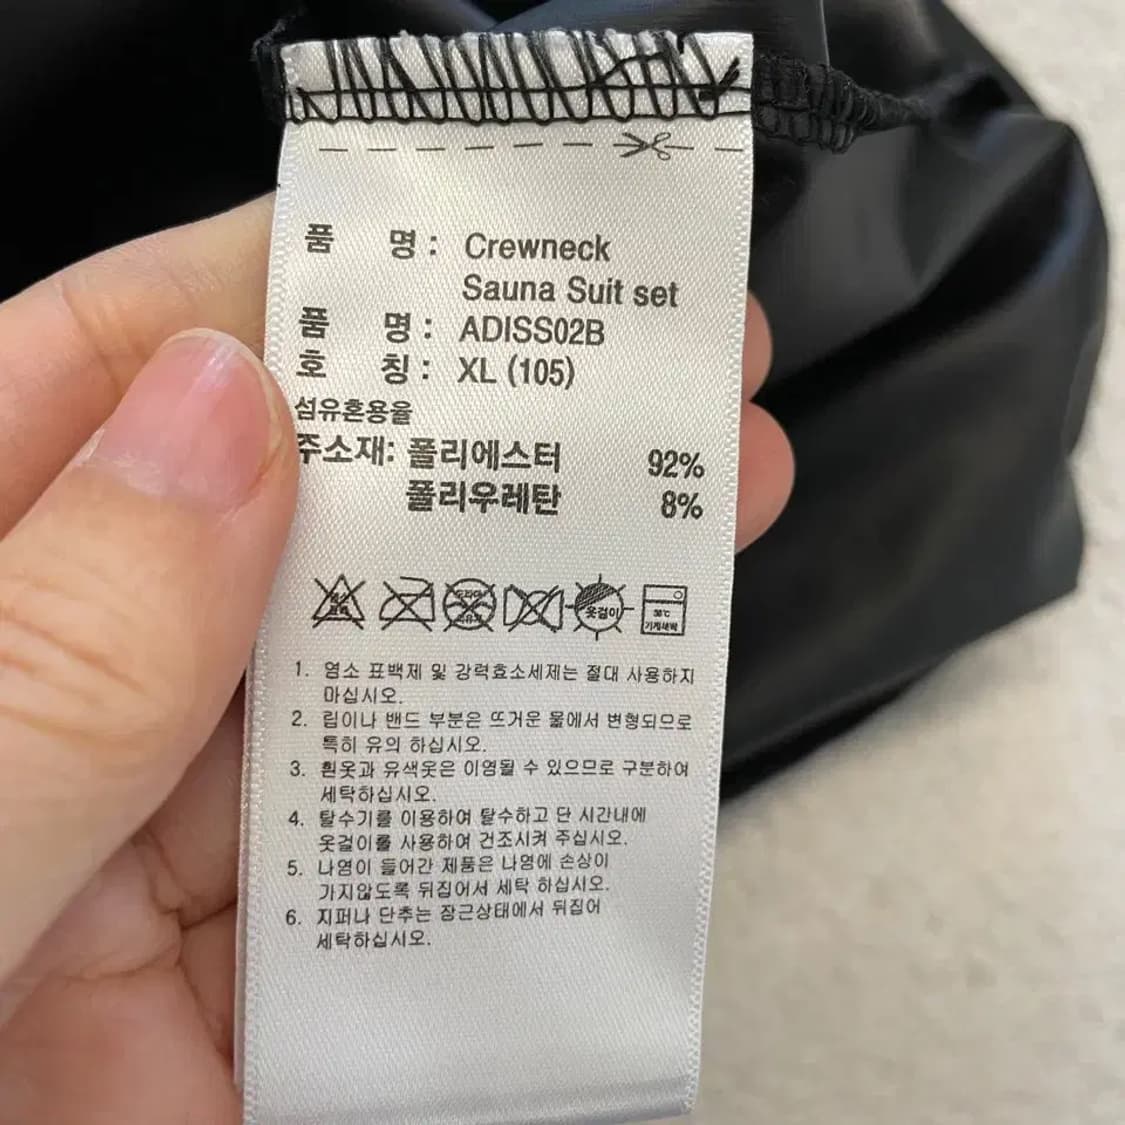 품 명 : Crewneck
Sauna Suit set
품 명 : ADISS02B
호 칭 : XL (105)
섬유혼용율
주소재: 폴리에스터 92%
폴리우레탄 8%
옷걸이
기계세탁
1. 염소 표백제 및 강력효소세제는 절대 사용하지
마십시오.
2. 립이나 밴드 부분은 뜨거운 물에서 변형되므로
특히 유의 하십시오.
3. 흰옷과 유색옷은 이염될 수 있으므로 구분하여
세탁하십시오.
4. 탈수기를 이용하여 탈수하고 단 시간내에
옷걸이를 사용하여 건조시켜 주십시오.
5. 나염이 들어간 제품은 나염에 손상이
가지않도록 뒤집어서 세탁 하십시오.
6. 지퍼나 단추는 잠근상태에서 뒤집어
세탁하십시오.